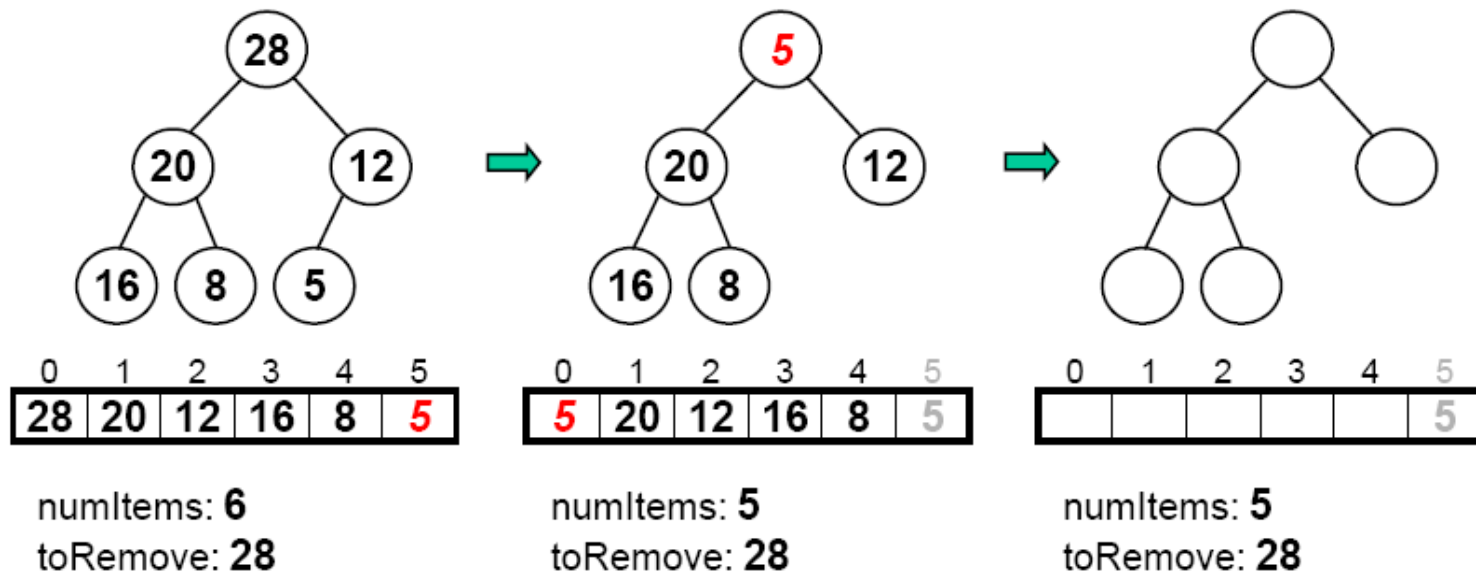 28 5
20 12 20 12
16 8 5 16 8
0 1 2 3 4 5 0 1 2 3 4 5 0 1 2 3 4 5
28 20 12 16 8 5 5 20 12 16 8 5 5
numItems: 6 numItems: 5 numItems: 5
toRemove: 28 toRemove: 28 toRemove: 28